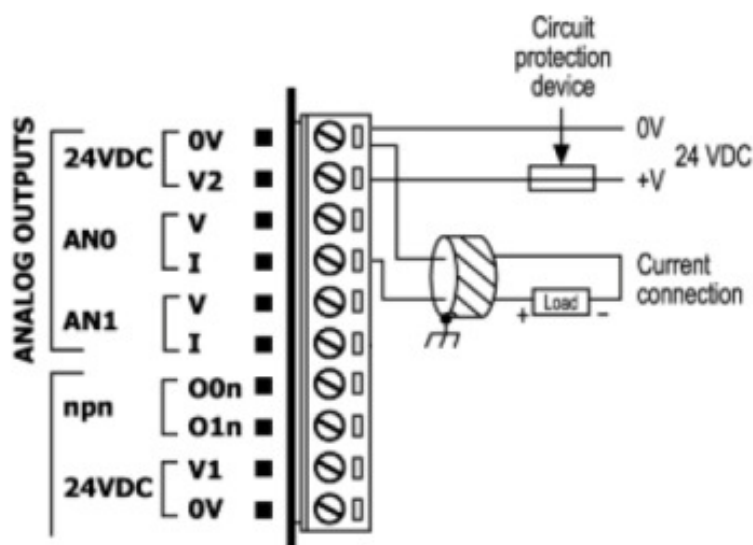 Circuit
protection
device
ANALOG OUTPUTS
24VDC
0V
V2
AN0
V
I
AN1
V
I
npn
O0n
O1n
24VDC
V1
0V
0V
24 VDC
+V
Current
connection
+ Load -